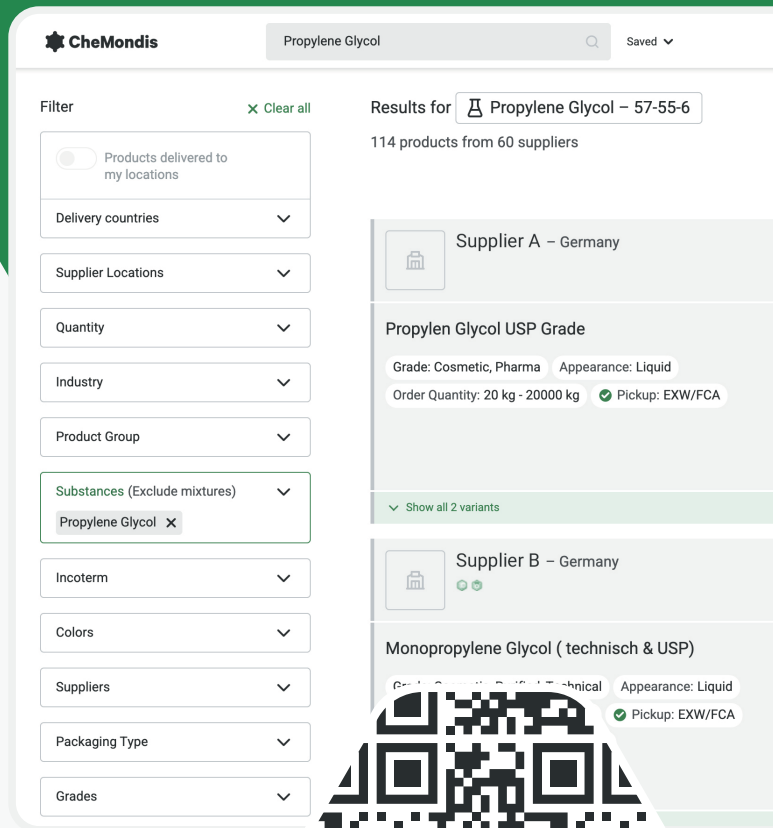 CheMondis
Propylene Glycol
Saved
Filter
Clear all
Products delivered to
my locations
Delivery countries
Supplier Locations
Quantity
Industry
Product Group
Substances (Exclude mixtures)
Propylene Glycol
Incoterm
Colors
Suppliers
Packaging Type
Grades
Results for Propylene Glycol – 57-55-6
114 products from 60 suppliers
Supplier A – Germany
Propylen Glycol USP Grade
Grade: Cosmetic, Pharma Appearance: Liquid
Order Quantity: 20 kg - 20000 kg Pickup: EXW/FCA
Show all 2 variants
Supplier B – Germany
Monopropylene Glycol ( technisch & USP)
Grade: Cosmetic, Purified, Technical Appearance: Liquid
Pickup: EXW/FCA